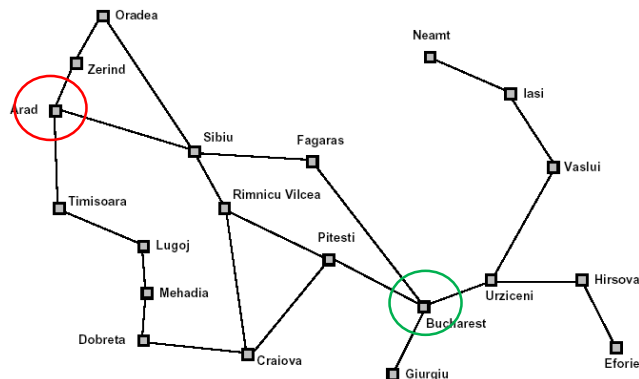 Oradea
Neamt
Zerind
Iasi
Arad
Sibiu
Fagaras
Vaslui
Rimnicu Vilcea
Timisoara
Pitesti
Lugoj
Hirsova
Mehadia
Urziceni
Bucharest
Dobreta
Craiova
Eforie
Giurgiu